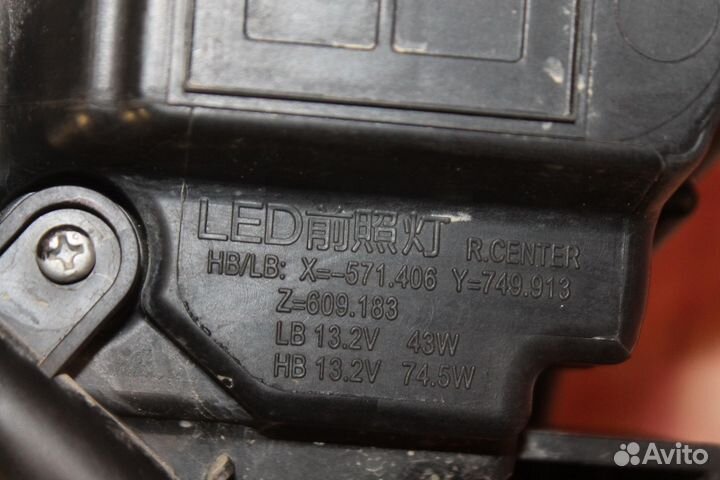 LED前照灯 R.CENTER
HB/LB: X=-571.406 Y=749.913
Z=609.183
LB 13.2V 43W
HB 13.2V 74.5W
Avito